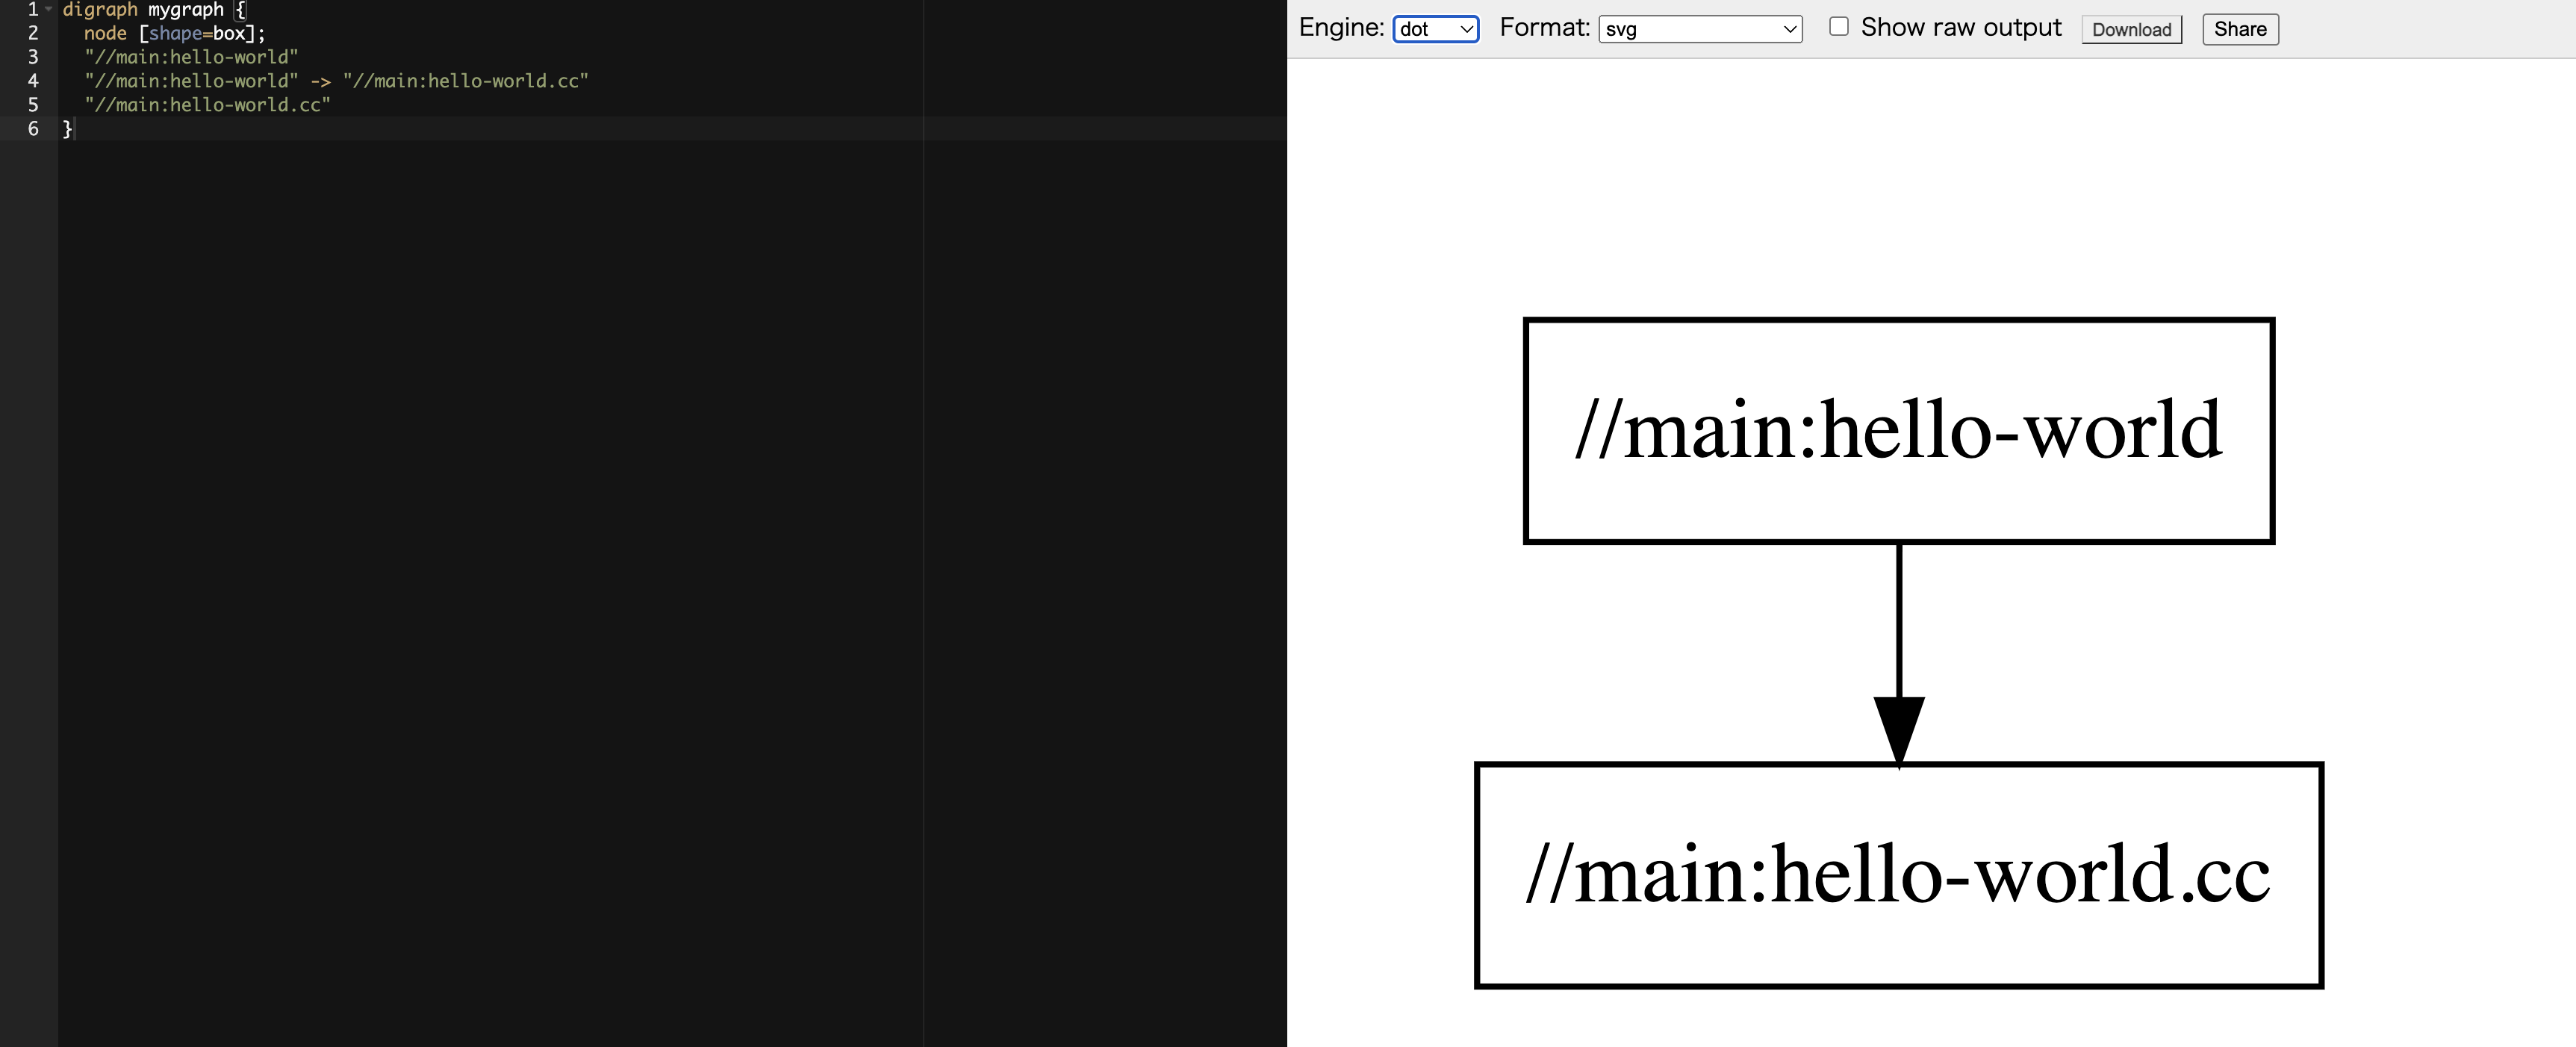 1 digraph mygraph {
2   node [shape=box];
3   "//main:hello-world"
4   "//main:hello-world" -> "//main:hello-world.cc"
5   "//main:hello-world.cc"
6 }
Engine: dot Format: svg Show raw output Download Share
//main:hello-world
//main:hello-world.cc